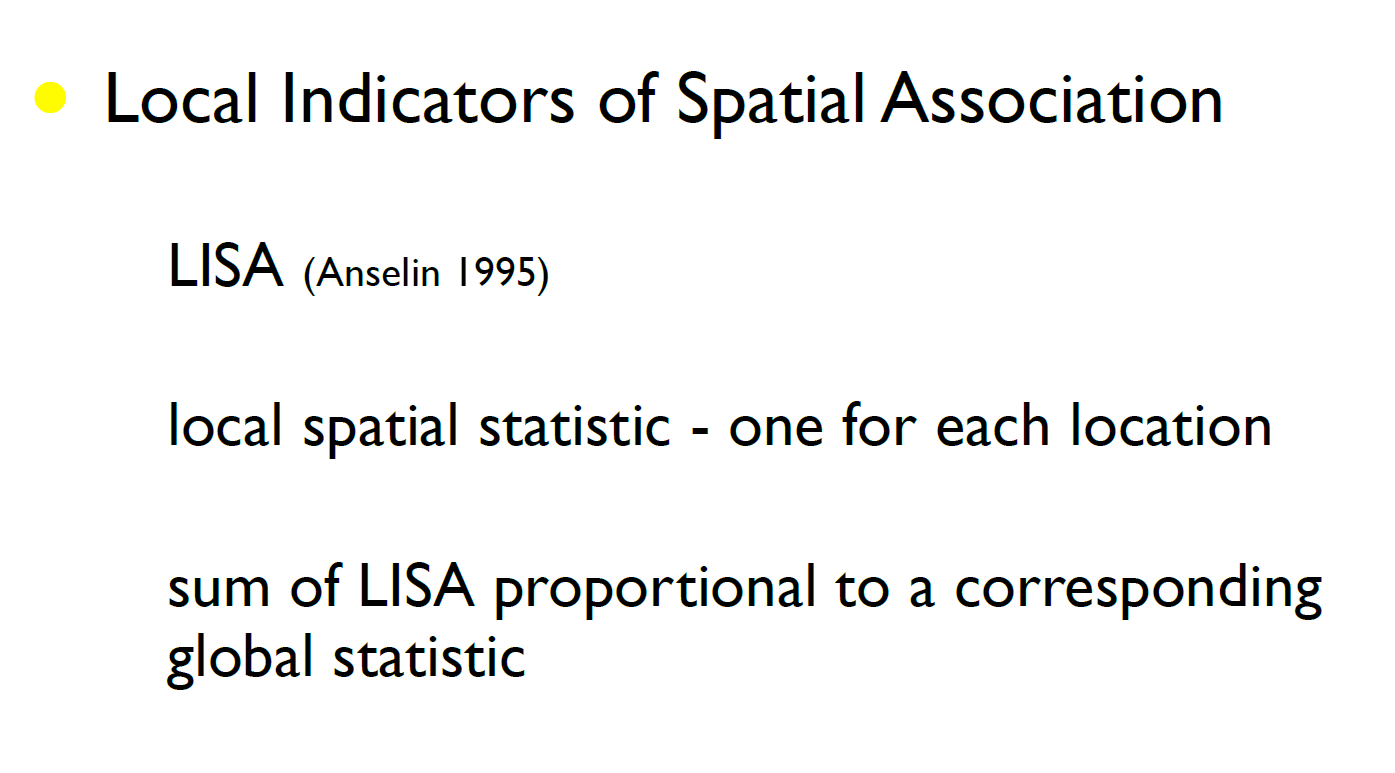 Local Indicators of Spatial Association
LISA (Anselin 1995)
local spatial statistic - one for each location
sum of LISA proportional to a corresponding
global statistic